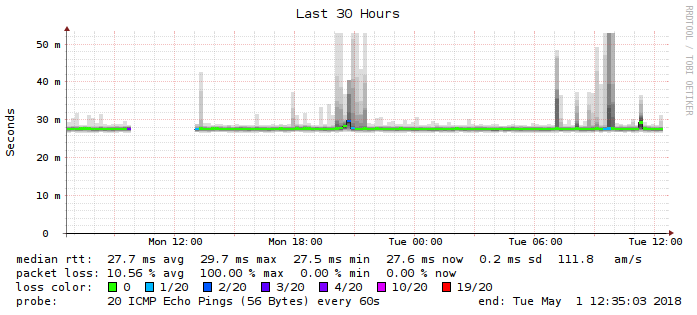 Last 30 Hours
RRDTOOL / TOBI OETIKER
Seconds
50 m
40 m
30 m
20 m
10 m
0
Mon 12:00 Mon 18:00 Tue 00:00 Tue 06:00 Tue 12:00
median rtt: 27.7 ms avg 29.7 ms max 27.5 ms min 27.6 ms now 0.2 ms sd 111.8 am/s
packet loss: 10.56 % avg 100.00 % max 0.00 % min 0.00 % now
loss color: 0 1/20 2/20 3/20 4/20 10/20 19/20
probe: 20 ICMP Echo Pings (56 Bytes) every 60s end: Tue May 1 12:35:03 2018